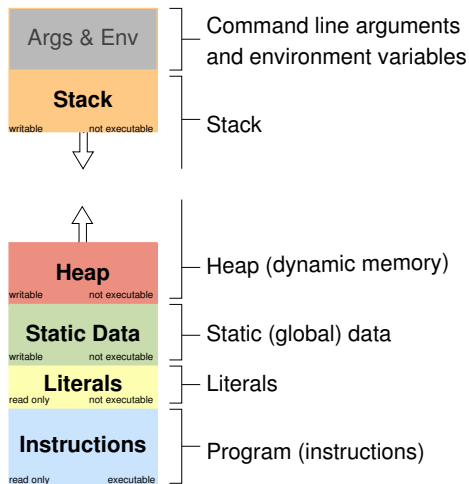 Args & Env
Command line arguments
and environment variables
Stack
writable not executable
Stack
Heap
writable not executable
Heap (dynamic memory)
Static Data
writable not executable
Static (global) data
Literals
read only not executable
Literals
Instructions
read only executable
Program (instructions)